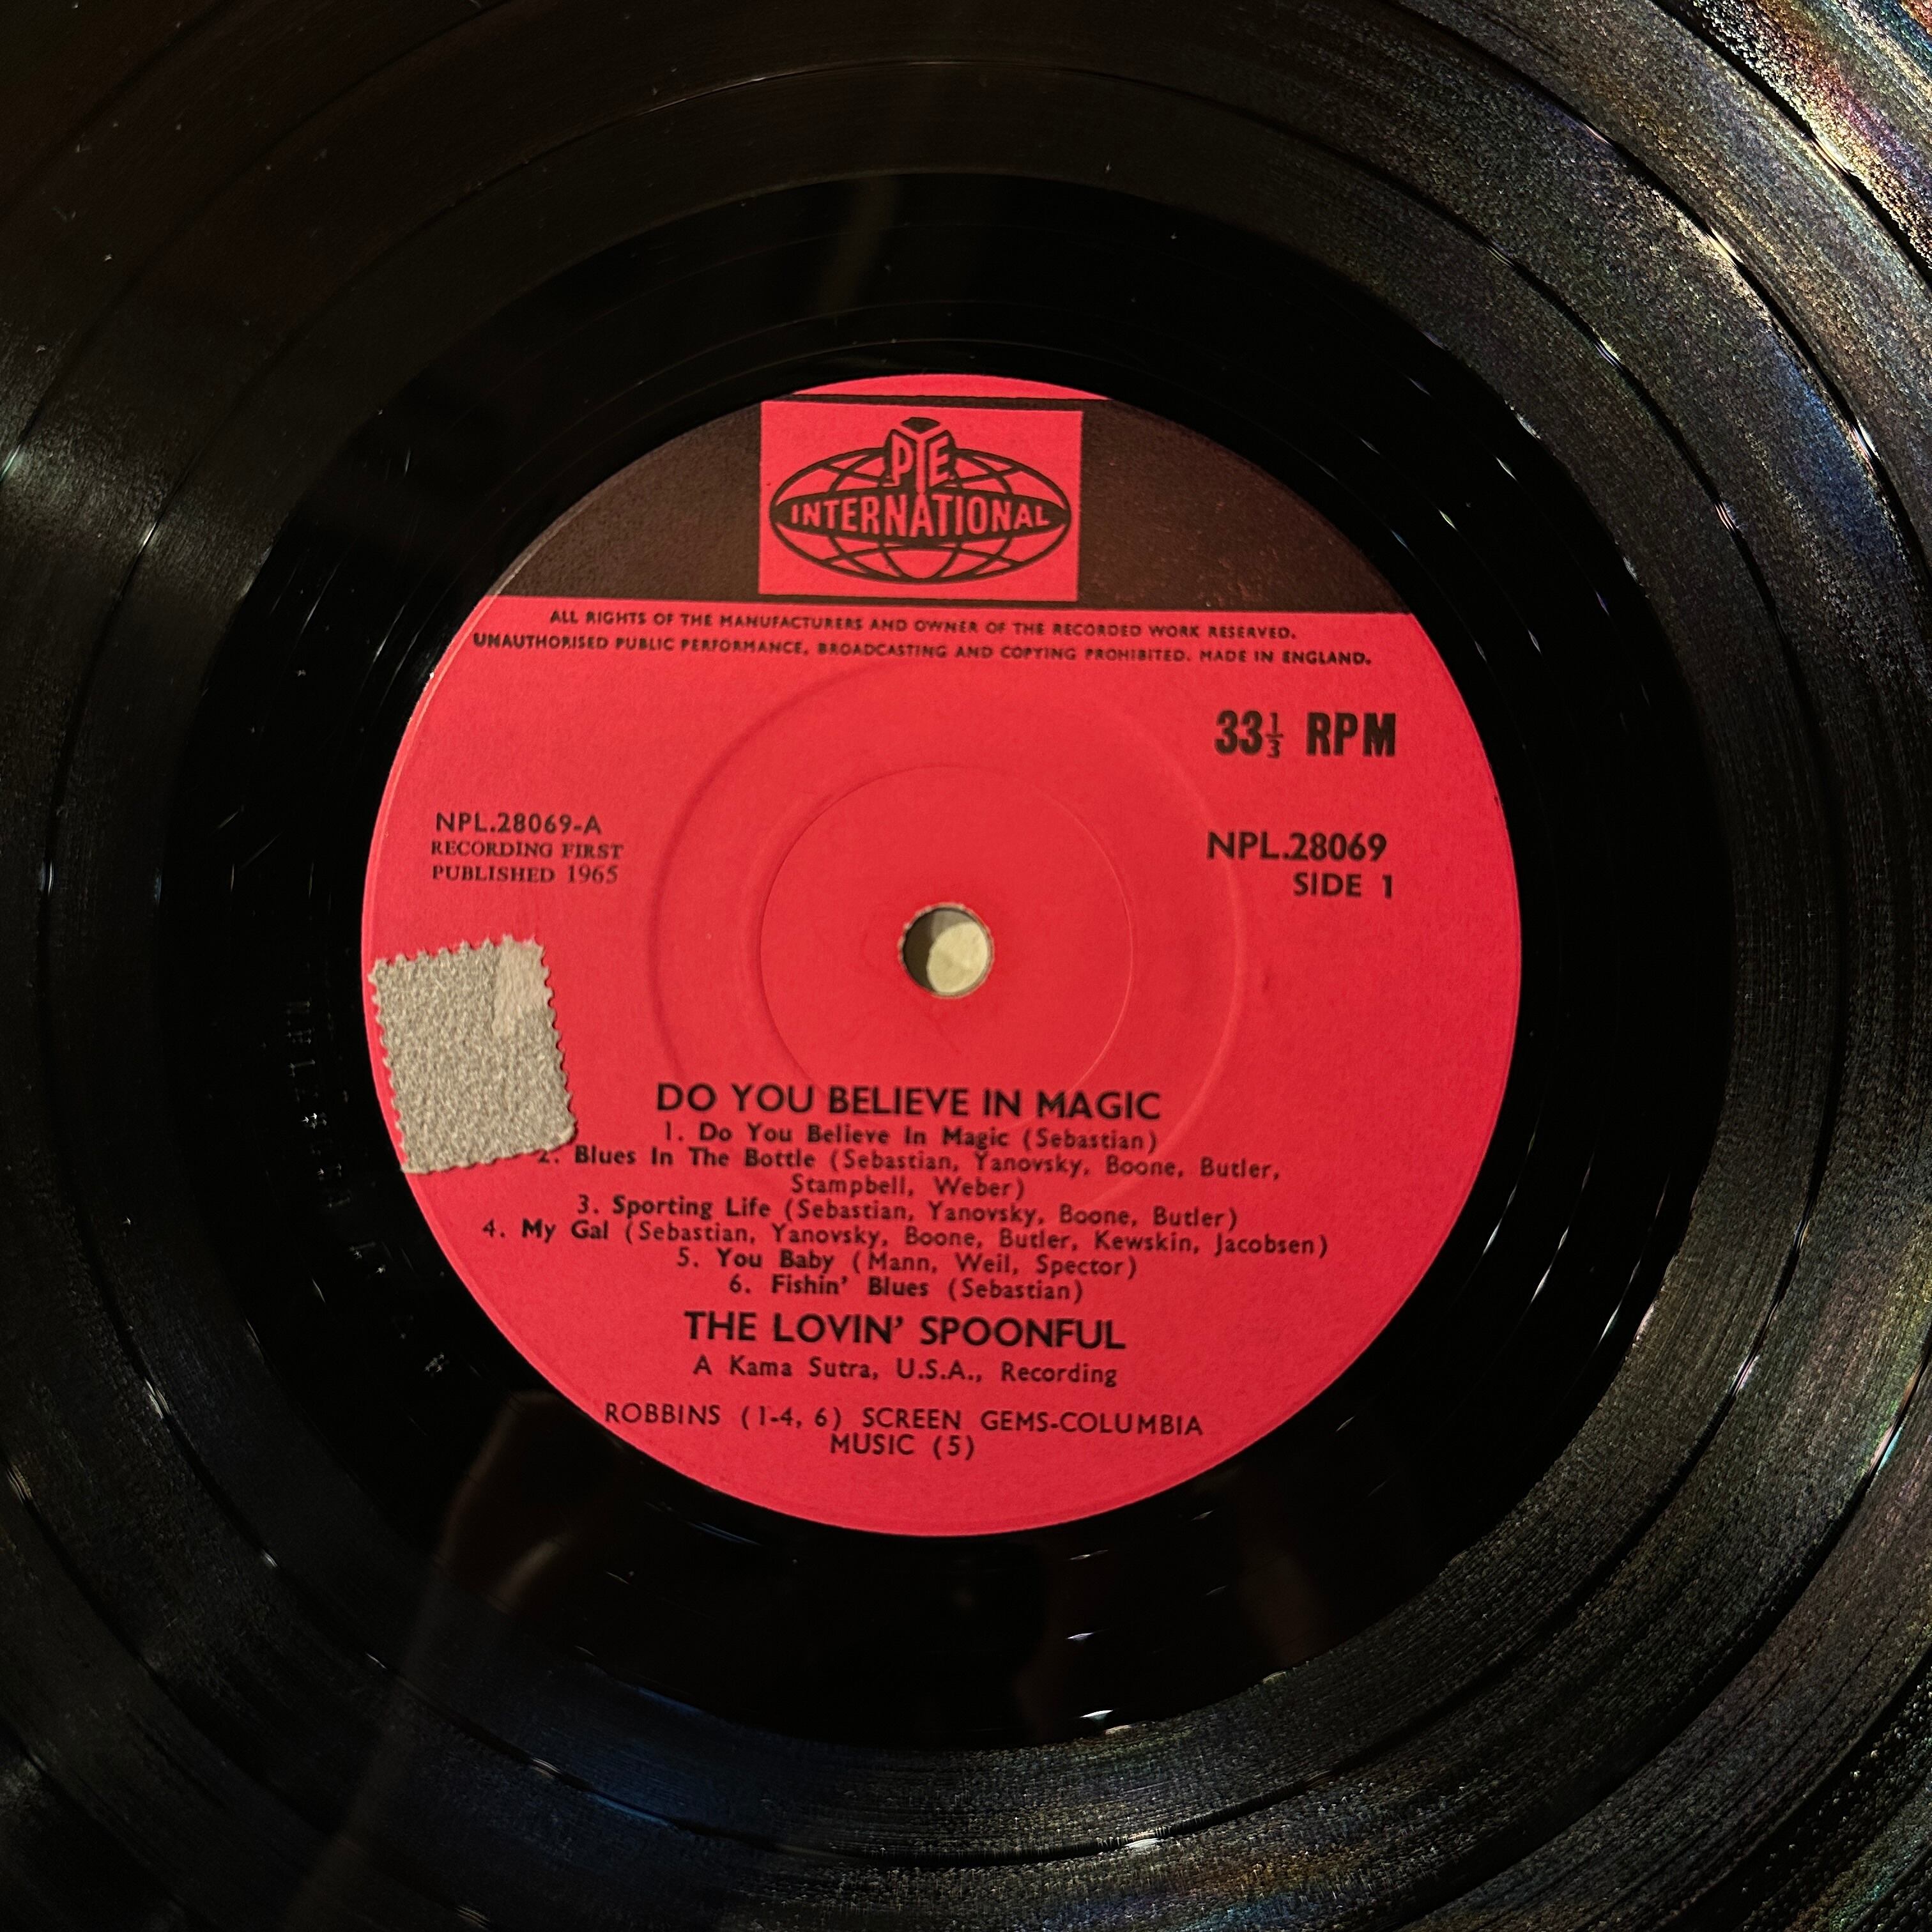 PYE
INTERNATIONAL
ALL RIGHTS OF THE MANUFACTURERS AND OWNER OF THE RECORDED WORK RESERVED.
UNAUTHORISED PUBLIC PERFORMANCE, BROADCASTING AND COPYING PROHIBITED. MADE IN ENGLAND.
33⅓ RPM
NPL.28069-A
RECORDING FIRST
PUBLISHED 1965
NPL.28069
SIDE 1
DO YOU BELIEVE IN MAGIC
1. Do You Believe In Magic (Sebastian)
2. Blues In The Bottle (Sebastian, Yanovsky, Boone, Butler,
Stampbell, Weber)
3. Sporting Life (Sebastian, Yanovsky, Boone, Butler)
4. My Gal (Sebastian, Yanovsky, Boone, Butler, Kewskin, Jacobsen)
5. You Baby (Mann, Weil, Spector)
6. Fishin' Blues (Sebastian)
THE LOVIN' SPOONFUL
A Kama Sutra, U.S.A., Recording
ROBBINS (1-4, 6) SCREEN GEMS-COLUMBIA
MUSIC (5)